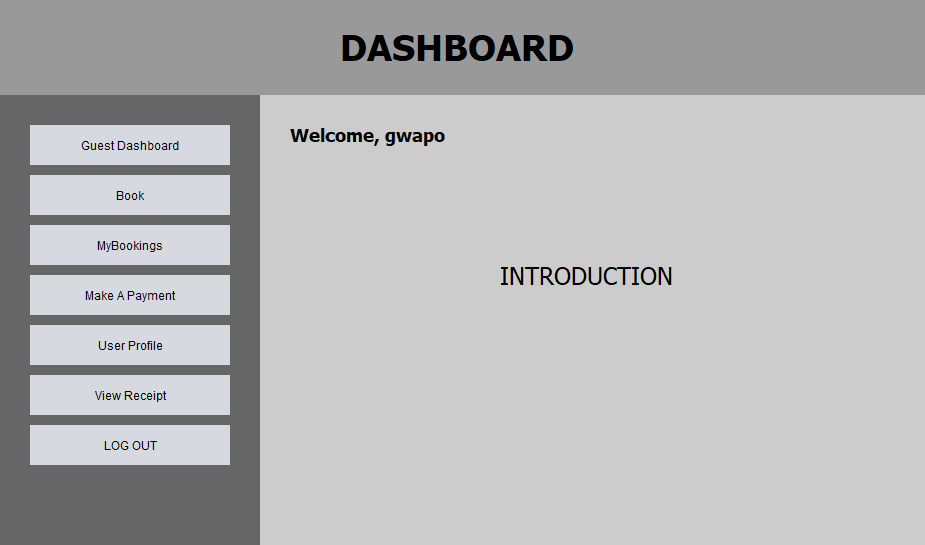 DASHBOARD
Guest Dashboard
Book
MyBookings
Make A Payment
User Profile
View Receipt
LOG OUT
Welcome, gwapo
INTRODUCTION